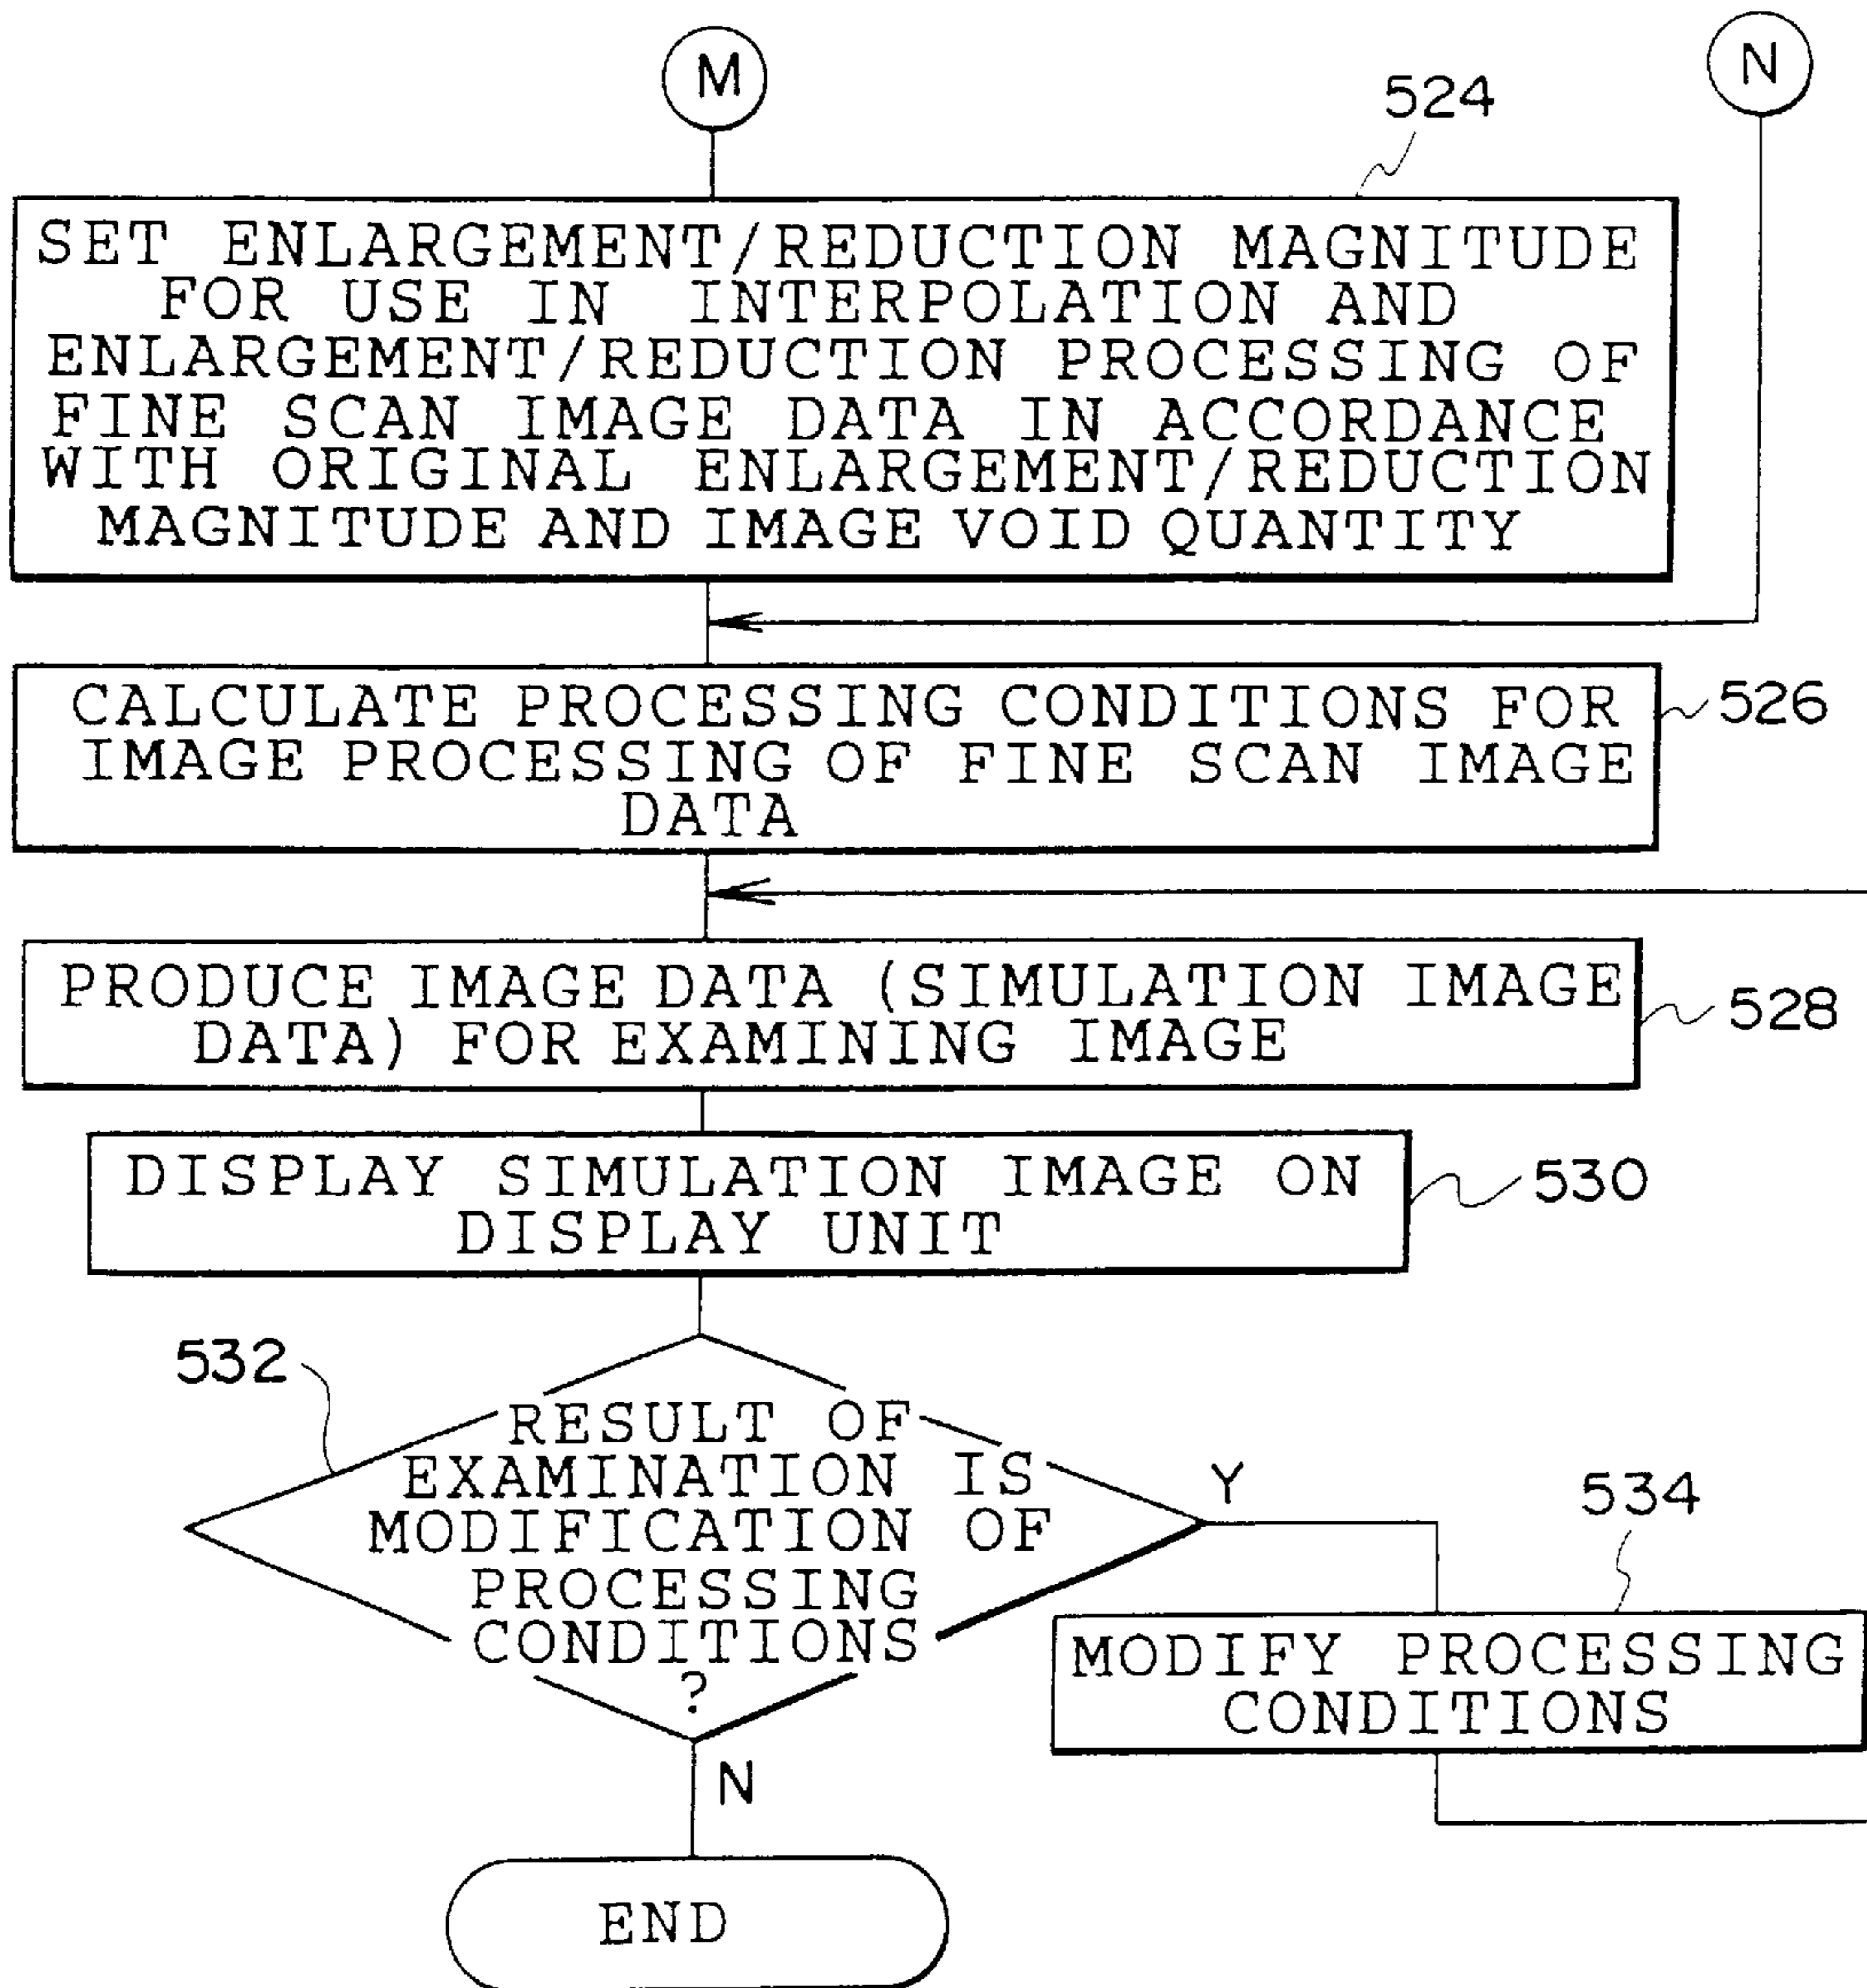 M
N
524
SET ENLARGEMENT/REDUCTION MAGNITUDE
FOR USE IN INTERPOLATION AND
ENLARGEMENT/REDUCTION PROCESSING OF
FINE SCAN IMAGE DATA IN ACCORDANCE
WITH ORIGINAL ENLARGEMENT/REDUCTION
MAGNITUDE AND IMAGE VOID QUANTITY
CALCULATE PROCESSING CONDITIONS FOR
IMAGE PROCESSING OF FINE SCAN IMAGE
DATA
526
PRODUCE IMAGE DATA (SIMULATION IMAGE
DATA) FOR EXAMINING IMAGE
528
DISPLAY SIMULATION IMAGE ON
DISPLAY UNIT
530
532
RESULT OF
EXAMINATION IS
MODIFICATION OF
PROCESSING
CONDITIONS
?
Y
534
MODIFY PROCESSING
CONDITIONS
N
END